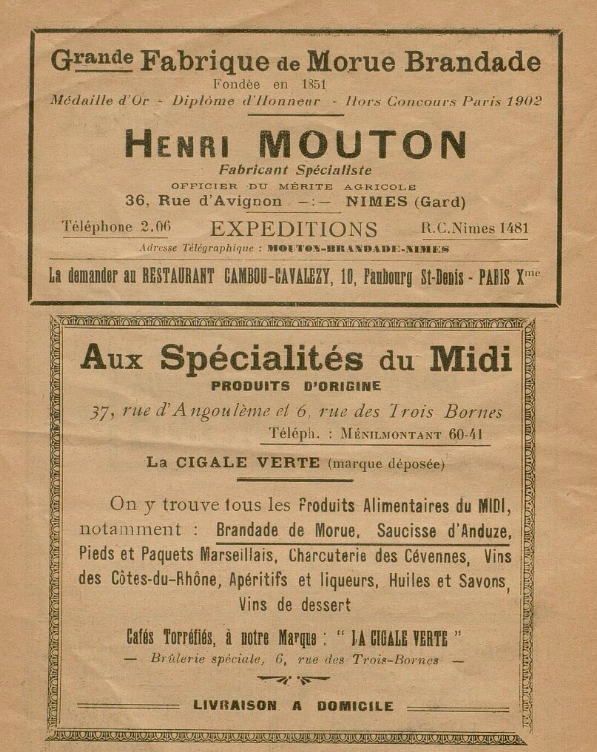 Grande Fabrique de Morue Brandade
Fondée en 1851
Médaille d'Or - Diplôme d'Honneur - Hors Concours Paris 1902
HENRI MOUTON
Fabricant Spécialiste
OFFICIER DU MÉRITE AGRICOLE
36, Rue d'Avignon -:- NIMES (Gard)
Téléphone 2.06 EXPEDITIONS R.C. Nimes 1481
Adresse Télégraphique : MOUTON-BRANDADE-NIMES
La demander au RESTAURANT CAMBOU-CAVALEZY, 10, Faubourg St-Denis - PARIS Xme
Aux Spécialités du Midi
PRODUITS D'ORIGINE
37, rue d'Angoulème et 6, rue des Trois Bornes
Téléph. : MÉNILMONTANT 60-41
La CIGALE VERTE (marque déposée)
On y trouve tous les Produits Alimentaires du MIDI,
notamment : Brandade de Morue, Saucisse d'Anduze,
Pieds et Paquets Marseillais, Charcuterie des Cévennes, Vins
des Côtes-du-Rhône, Apéritifs et liqueurs, Huiles et Savons,
Vins de dessert
Cafés Torréfiés, à notre Marque : " LA CIGALE VERTE "
— Brûlerie spéciale, 6, rue des Trois-Bornes —
LIVRAISON A DOMICILE